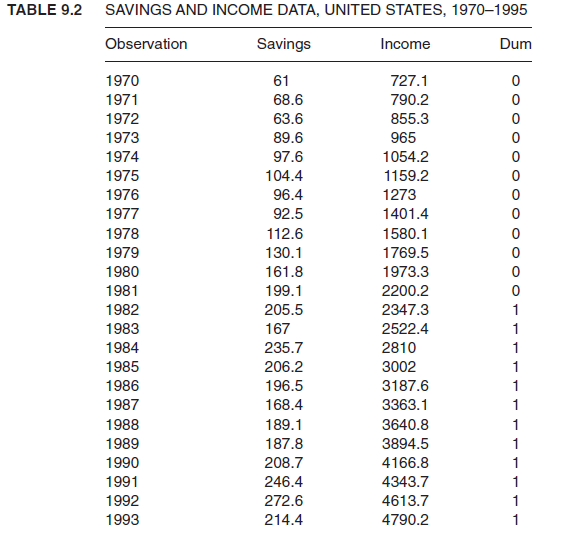 TABLE 9.2 SAVINGS AND INCOME DATA, UNITED STATES, 1970–1995
Observation Savings Income Dum
1970 61 727.1 0
1971 68.6 790.2 0
1972 63.6 855.3 0
1973 89.6 965 0
1974 97.6 1054.2 0
1975 104.4 1159.2 0
1976 96.4 1273 0
1977 92.5 1401.4 0
1978 112.6 1580.1 0
1979 130.1 1769.5 0
1980 161.8 1973.3 0
1981 199.1 2200.2 0
1982 205.5 2347.3 1
1983 167 2522.4 1
1984 235.7 2810 1
1985 206.2 3002 1
1986 196.5 3187.6 1
1987 168.4 3363.1 1
1988 189.1 3640.8 1
1989 187.8 3894.5 1
1990 208.7 4166.8 1
1991 246.4 4343.7 1
1992 272.6 4613.7 1
1993 214.4 4790.2 1